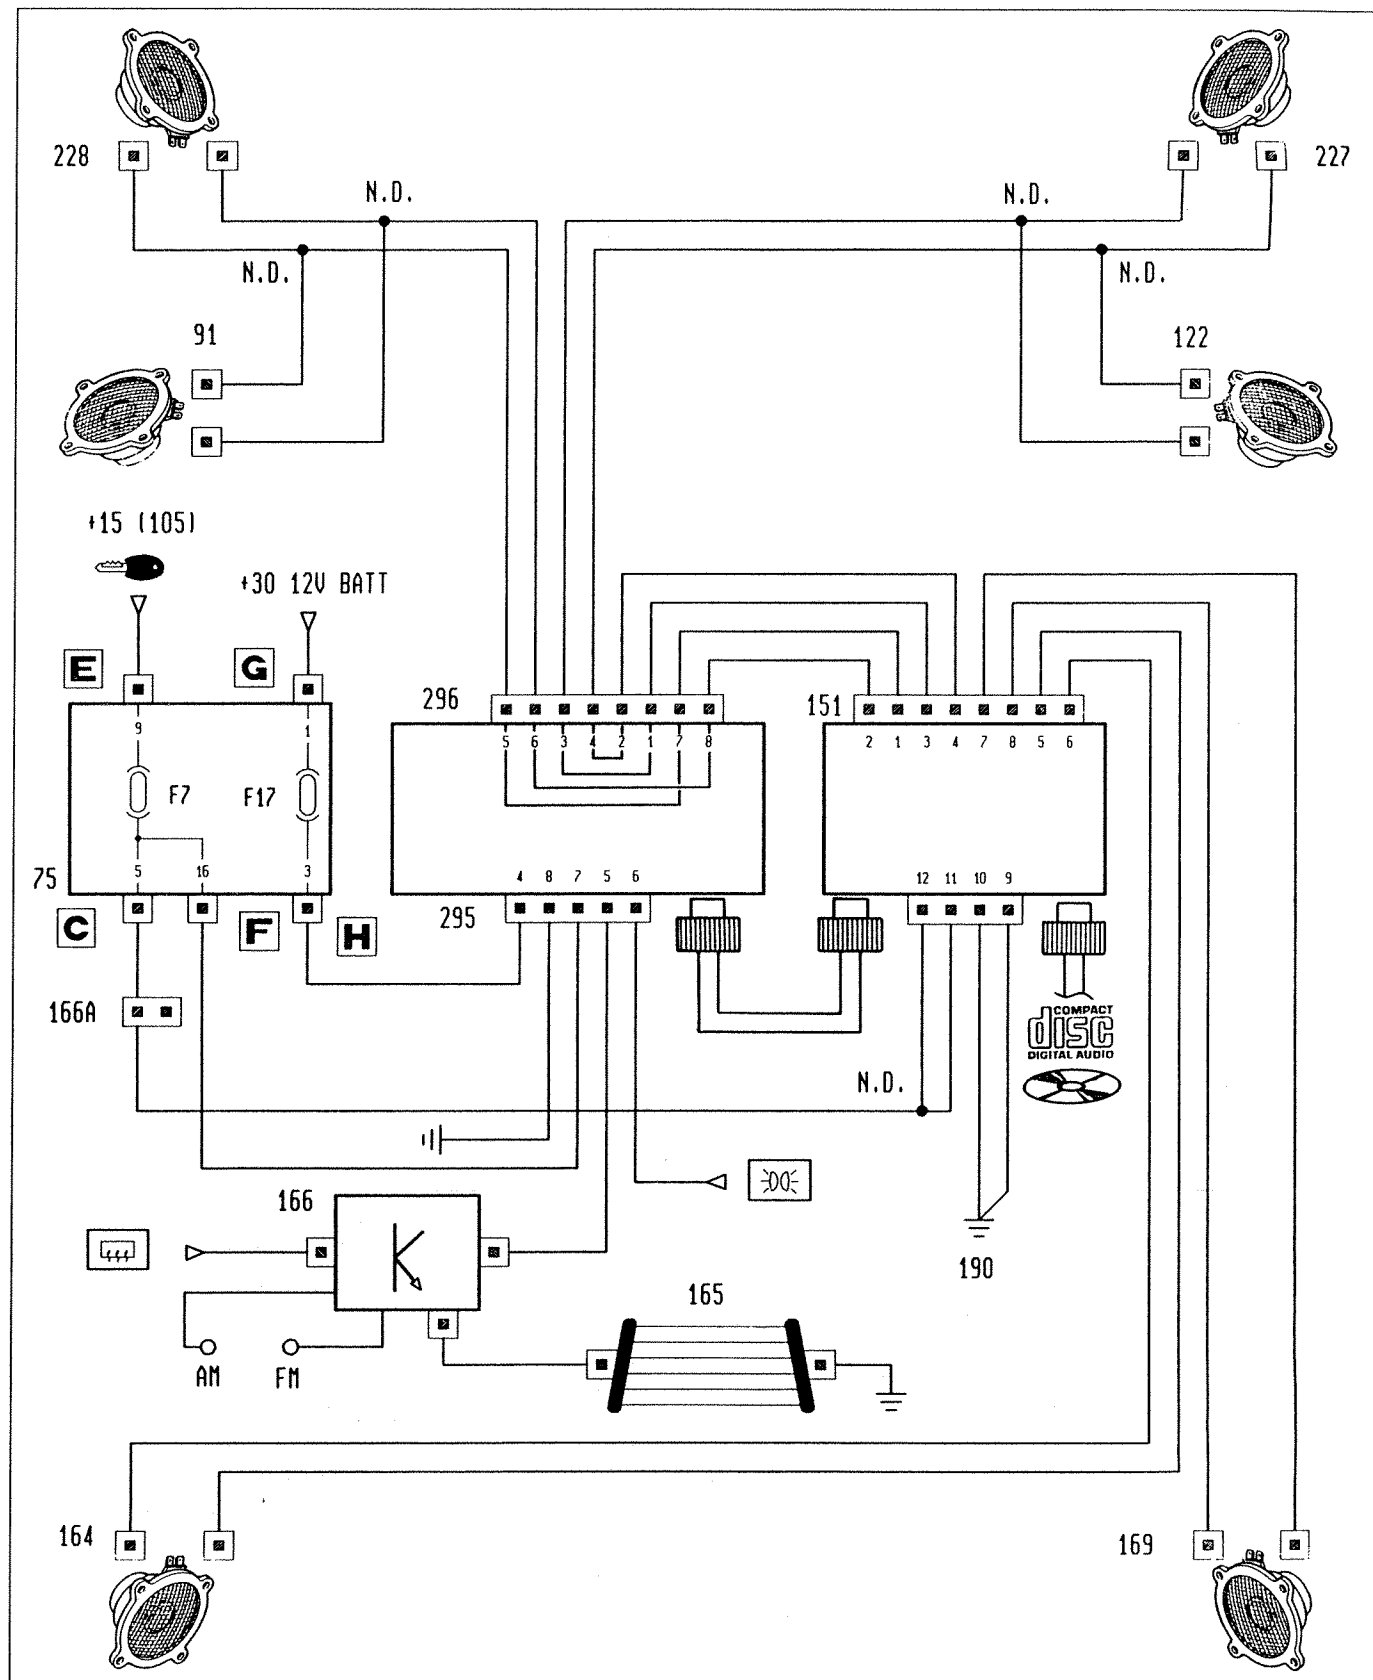 228
227
N.D.
N.D.
N.D.
N.D.
91
122
+15 (105)
+30 12V BATT
E
G
296
151
9
1
5 6 3 4 2 1 7 8
2 1 3 4 7 8 5 6
F7
F17
75
5
16
3
4 8 7 5 6
12 11 10 9
C
F
H
295
166A
COMPACT
disc
DIGITAL AUDIO
N.D.
166
190
165
AM
FM
164
169